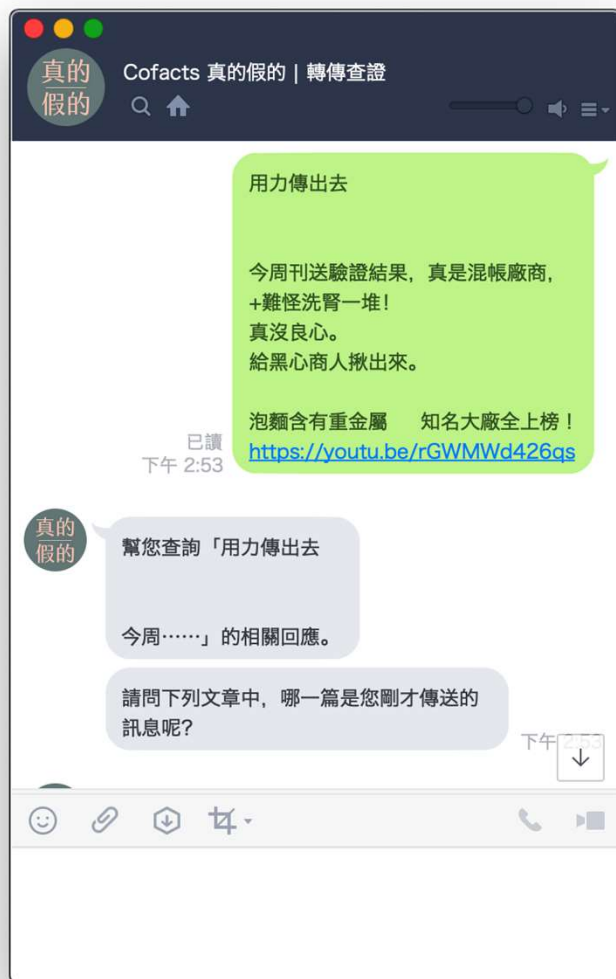 真的
假的
Cofacts 真的假的 | 轉傳查證
用力傳出去
今周刊送驗證結果，真是混帳廠商，
+難怪洗腎一堆！
真沒良心。
給黑心商人揪出來。
泡麵含有重金屬 知名大廠全上榜！
https://youtu.be/rGWMWd426qs
已讀
下午 2:53
真的
假的
幫您查詢「用力傳出去
今周⋯⋯」的相關回應。
請問下列文章中，哪一篇是您剛才傳送的
訊息呢？
下午 2:53